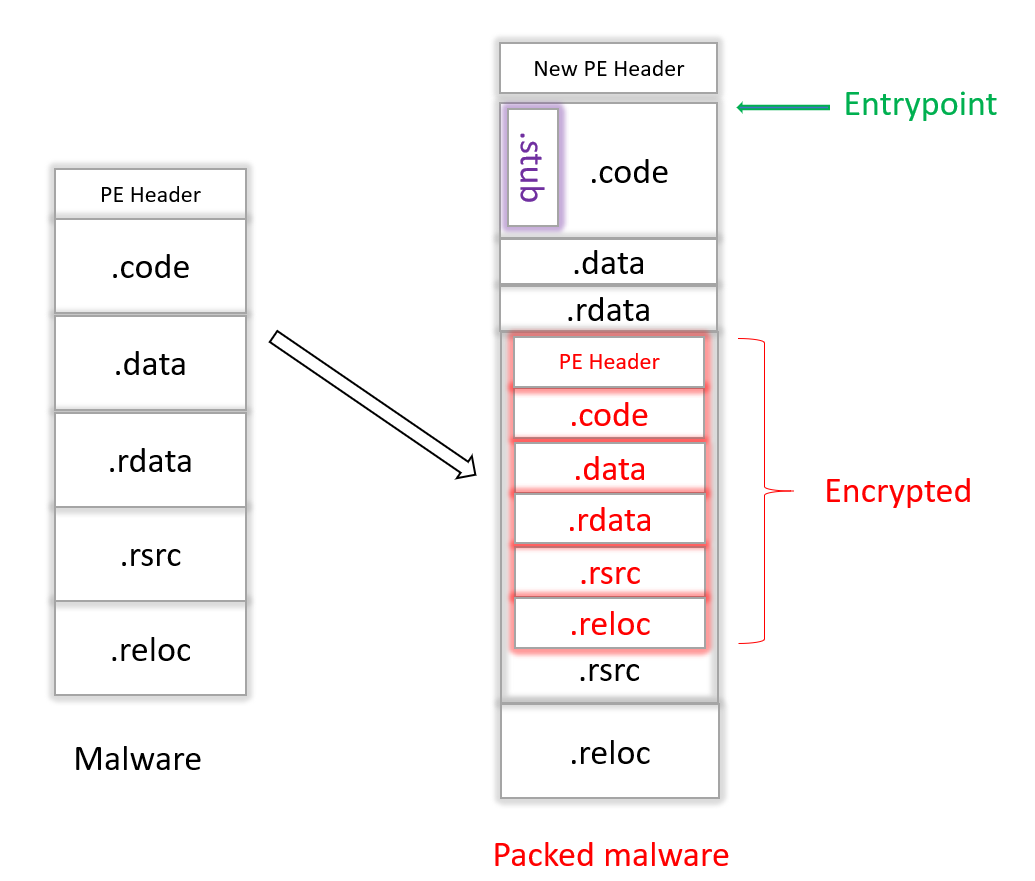 PE Header
.code
.data
.rdata
.rsrc
.reloc
Malware
New PE Header
Entrypoint
.stub
.code
.data
.rdata
PE Header
.code
.data
.rdata
.rsrc
.reloc
.rsrc
.reloc
Encrypted
Packed malware